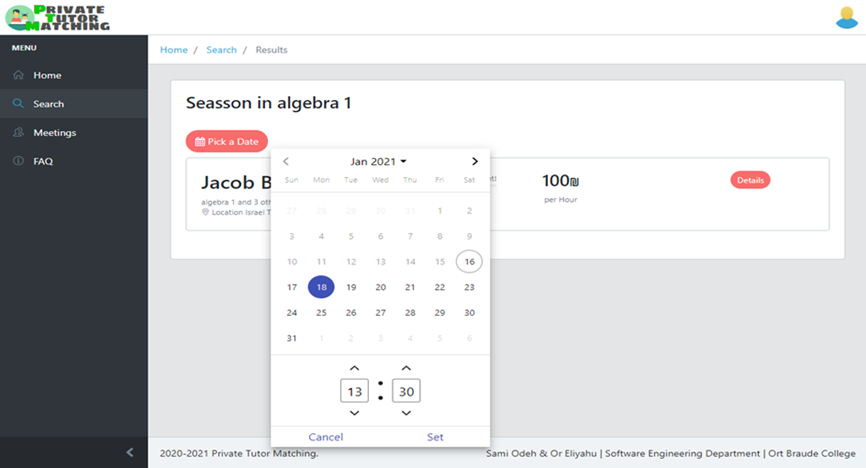 PRIVATE
TUTOR
MATCHING
MENU
Home
Search
Meetings
FAQ
Home / Search / Results
Seasson in algebra 1
Pick a Date
Jacob B
algebra 1 and 3 oth
Location Israel T
100₪
per Hour
Details
Jan 2021
Sun Mon Tue Wed Thu Fri Sat
27 28 29 30 31 1 2
3 4 5 6 7 8 9
10 11 12 13 14 15 16
17 18 19 20 21 22 23
24 25 26 27 28 29 30
31 1 2 3 4 5 6
13 : 30
Cancel Set
2020-2021 Private Tutor Matching.
Sami Odeh & Or Eliyahu | Software Engineering Department | Ort Braude College